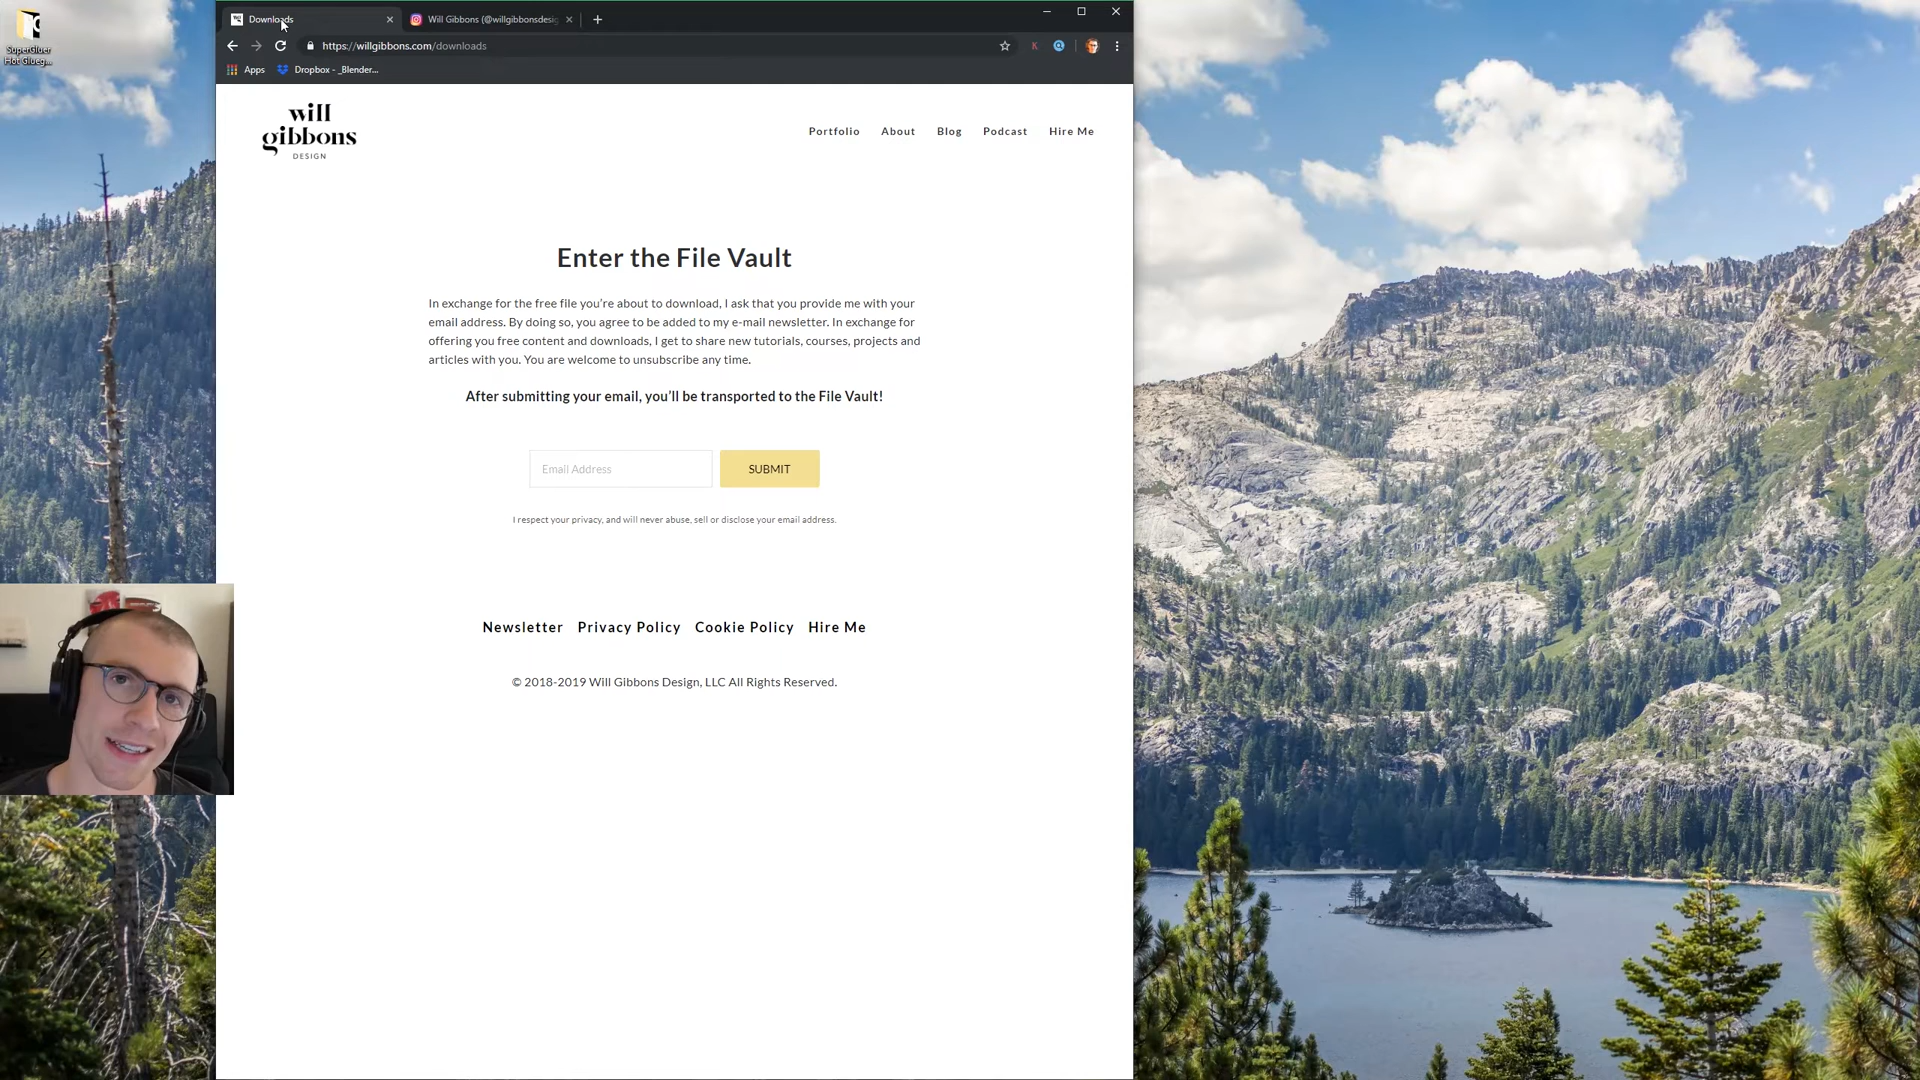 SuperGluer
Hot Glueg...
Downloads
Will Gibbons (@willgibbonsdesig
https://willgibbons.com/downloads
K
Apps
Dropbox - _Blender...
will
gibbons
DESIGN
Portfolio
About
Blog
Podcast
Hire Me
Enter the File Vault
In exchange for the free file you’re about to download, I ask that you provide me with your
email address. By doing so, you agree to be added to my e-mail newsletter. In exchange for
offering you free content and downloads, I get to share new tutorials, courses, projects and
articles with you. You are welcome to unsubscribe any time.
After submitting your email, you’ll be transported to the File Vault!
Email Address
SUBMIT
I respect your privacy, and will never abuse, sell or disclose your email address.
Newsletter
Privacy Policy
Cookie Policy
Hire Me
© 2018-2019 Will Gibbons Design, LLC All Rights Reserved.